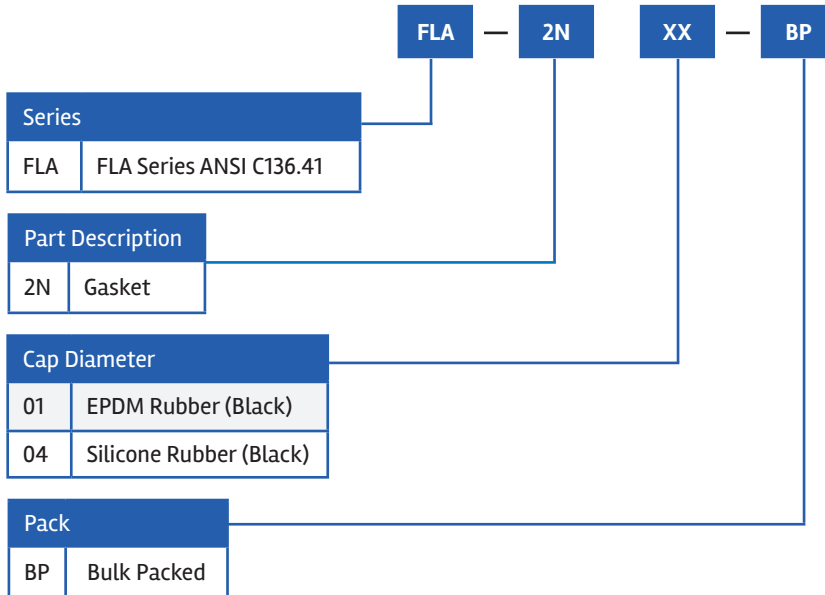 FLA — 2N XX — BP
Series
FLA FLA Series ANSI C136.41
Part Description
2N Gasket
Cap Diameter
01 EPDM Rubber (Black)
04 Silicone Rubber (Black)
Pack
BP Bulk Packed